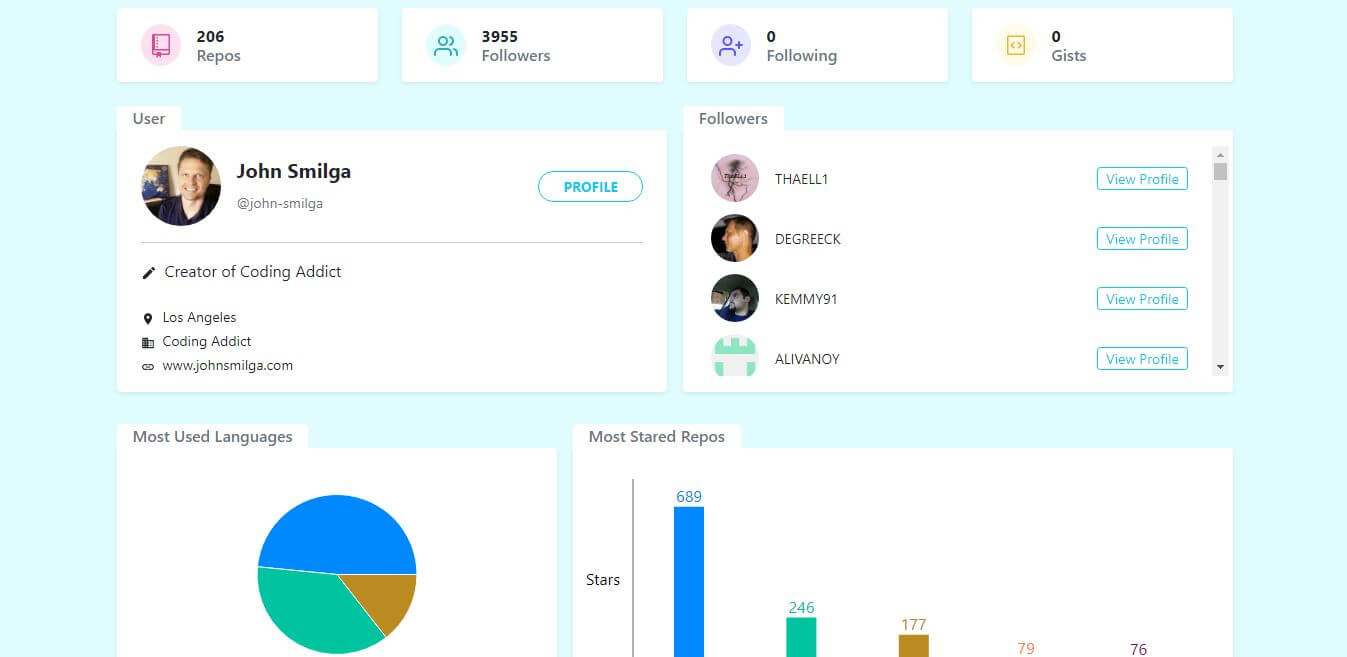 206
Repos
3955
Followers
0
Following
0
Gists
User
John Smilga
@john-smilga
PROFILE
Creator of Coding Addict
Los Angeles
Coding Addict
www.johnsmilga.com
Followers
THAELL1
View Profile
DEGREECK
View Profile
KEMMY91
View Profile
ALIVANOY
View Profile
Most Used Languages
Most Stared Repos
Stars
689
246
177
79
76